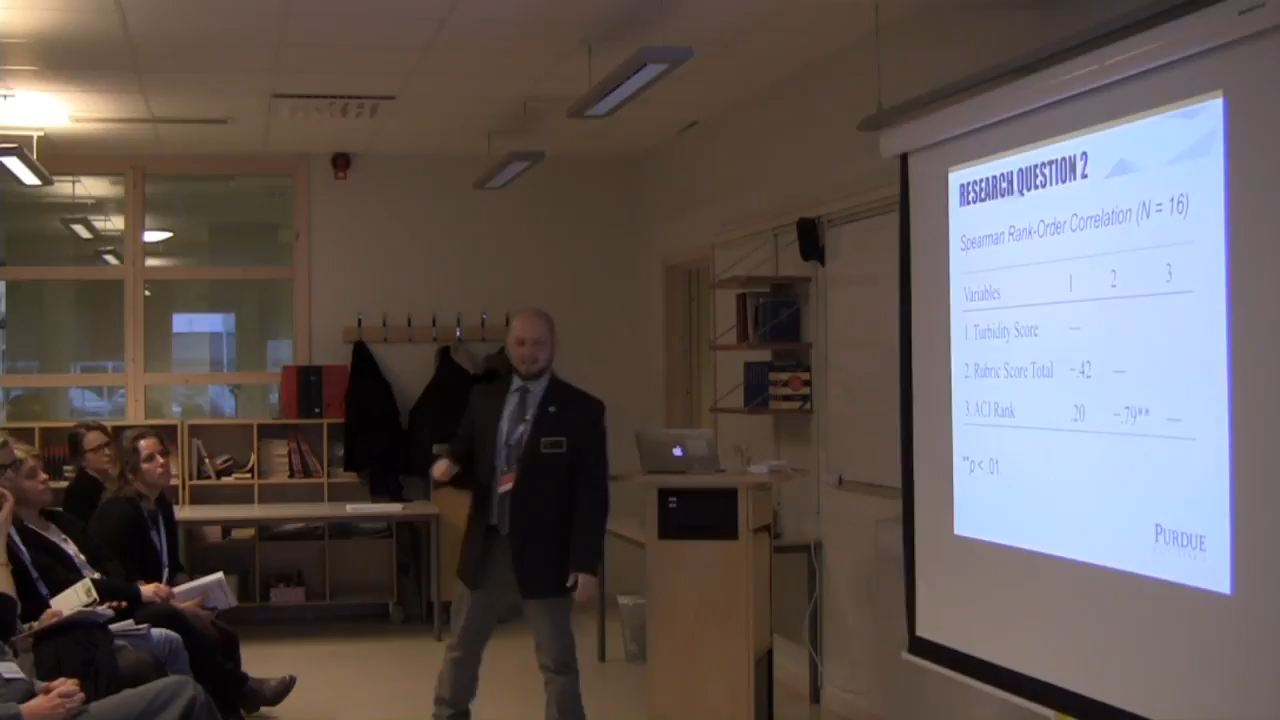 RESEARCH QUESTION 2
Spearman Rank-Order Correlation (N = 16)
Variables 1 2 3
1. Turbidity Score —
2. Rubric Score Total -.42 —
3. ACJ Rank .20 -.79** —
**p < .01.
PURDUE